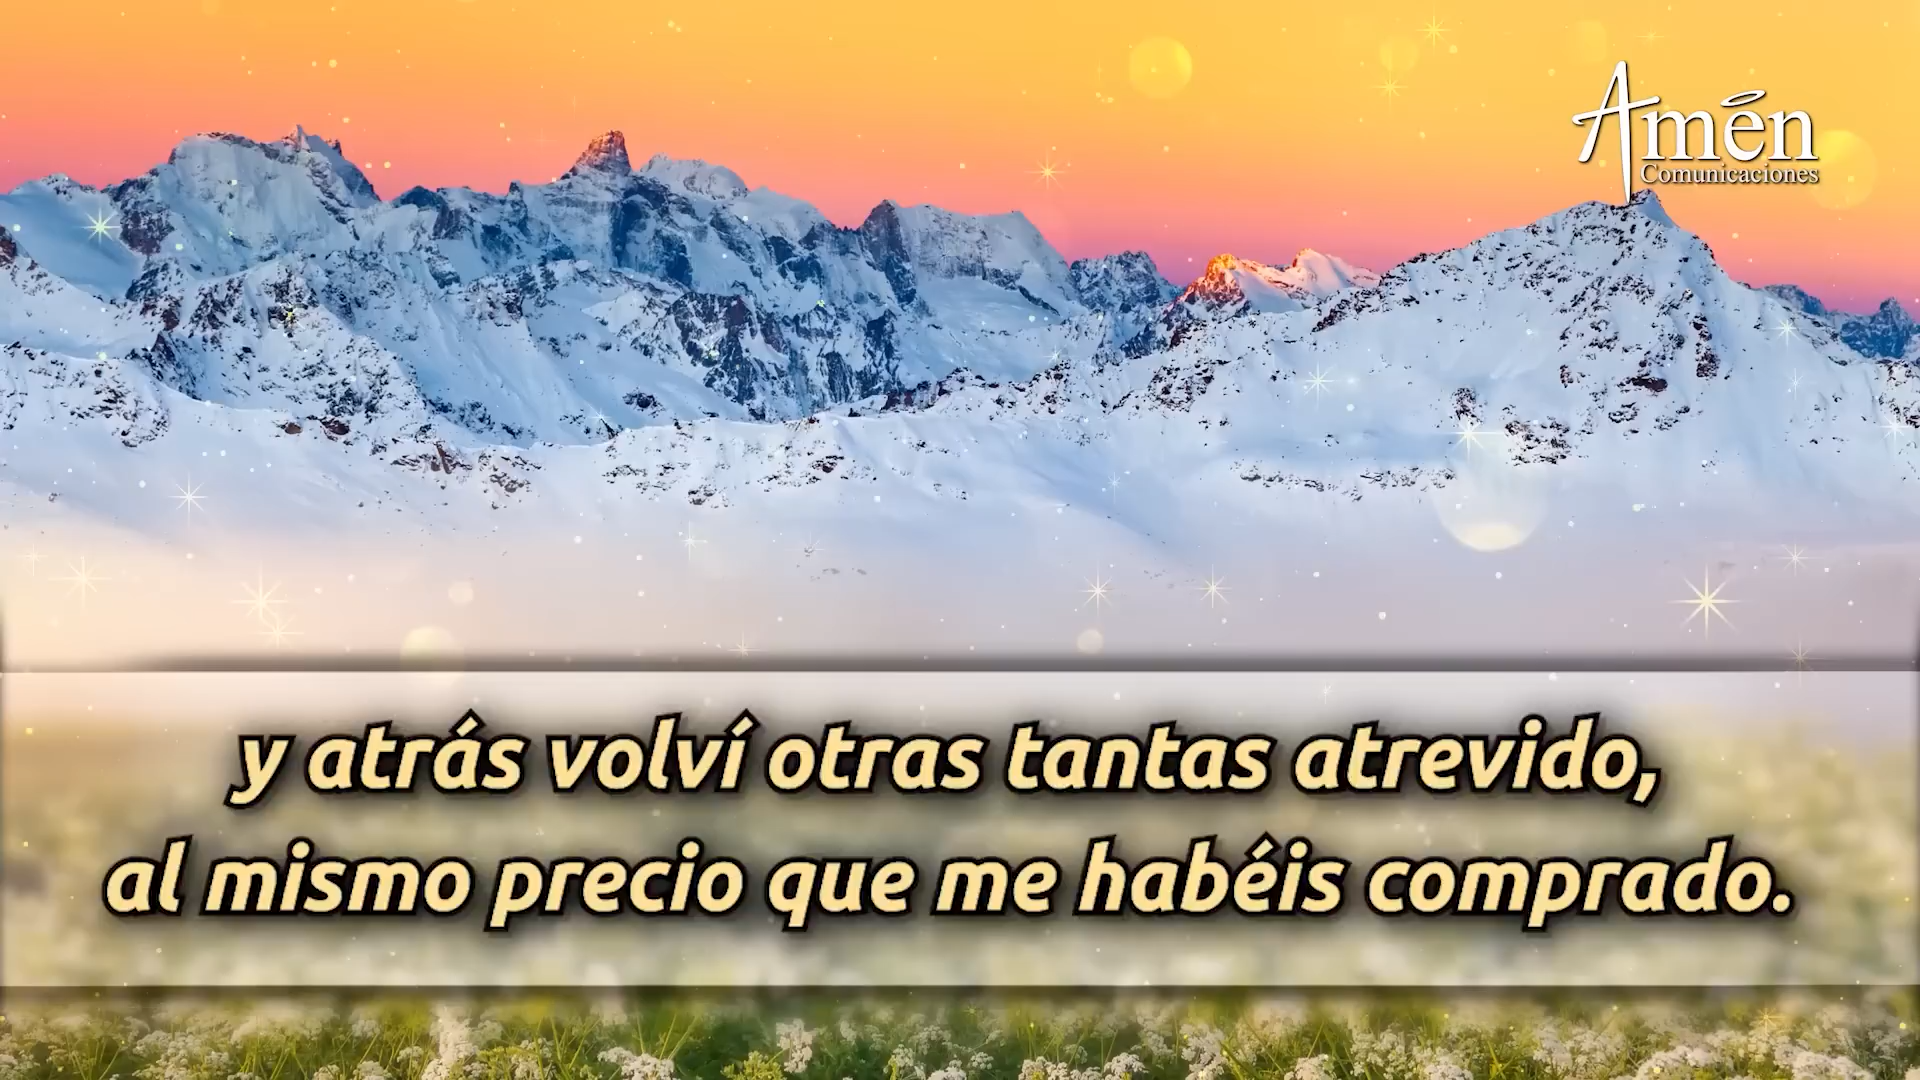 Amén
Comunicaciones
y atrás volví otras tantas atrevido,
al mismo precio que me habéis comprado.